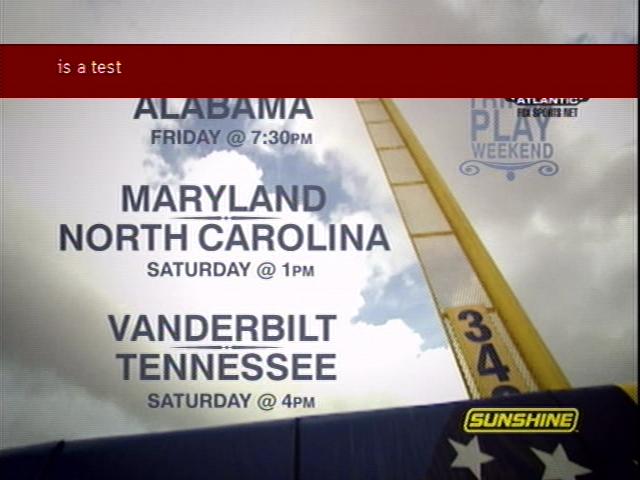 is a test
ALABAMA
FRIDAY @ 7:30PM
ATLANTIC
FOX SPORTS NET
PLAY
WEEKEND
MARYLAND
NORTH CAROLINA
SATURDAY @ 1PM
VANDERBILT
TENNESSEE
SATURDAY @ 4PM
34
SUNSHINE